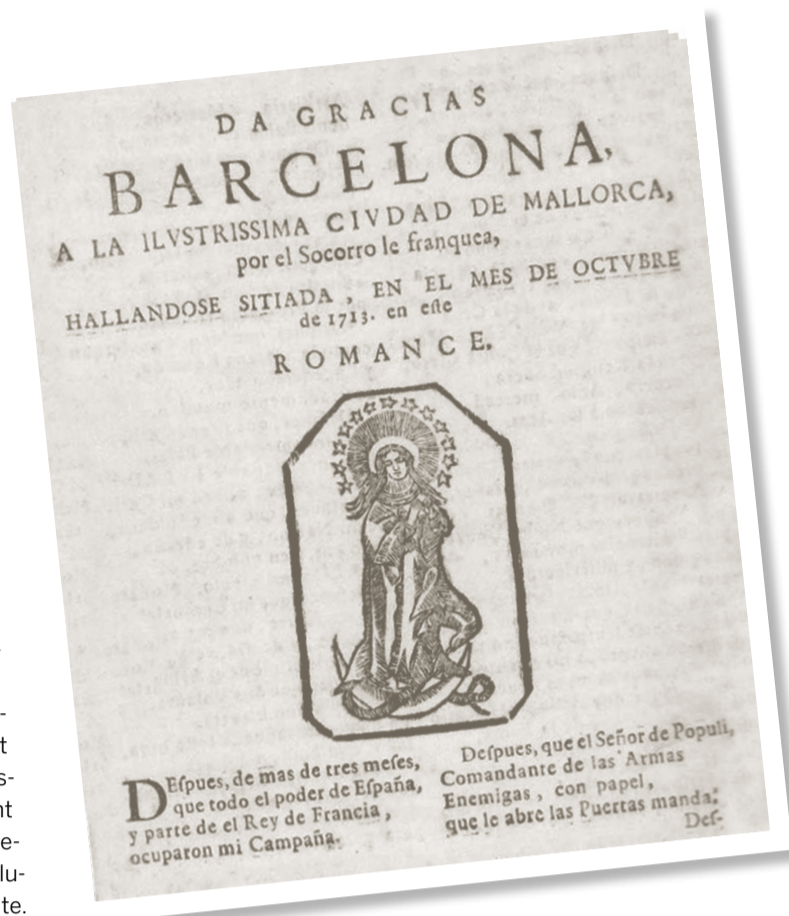 DA GRACIAS
BARCELONA,
A LA ILVSTRISSIMA CIVDAD DE MALLORCA,
por el Socorro le franquea,
HALLANDOSE SITIADA, EN EL MES DE OCTVBRE
de 1713. en eſte
ROMANCE.
DEſpues, de mas de tres meſes,
que todo el poder de Eſpaña,
y parte de el Rey de Francia,
ocuparon mi Campaña.
Deſpues, que el Señor de Populi,
Comandante de las Armas
Enemigas, con papel,
que le abre las Puertas manda:
Deſ-
-
t
s-
nt
e-
lu-
te.